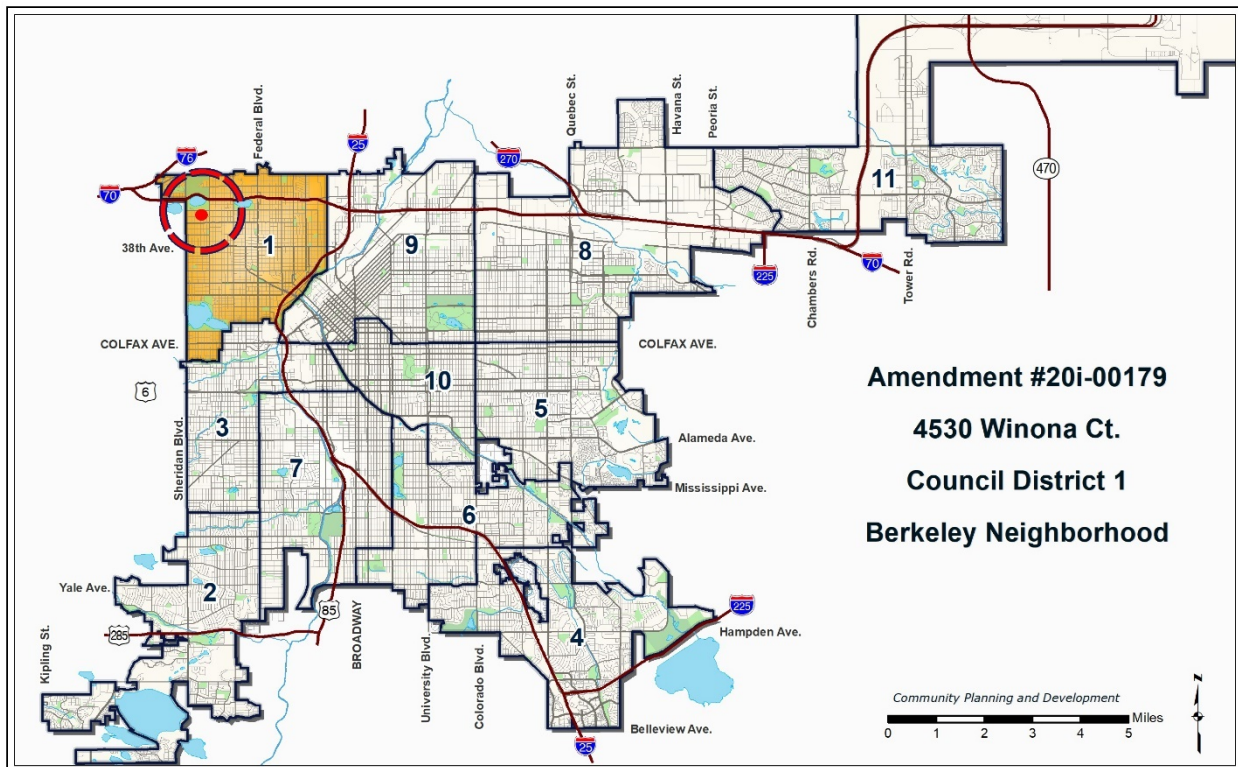 Federal Blvd.
Quebec St.
Havana St.
Peoria St.
25
76
270
70
470
11
38th Ave.
1
9
8
225
Chambers Rd.
70
Tower Rd.
COLFAX AVE.
COLFAX AVE.
6
10
5
3
Sheridan Blvd.
7
Alameda Ave.
Mississippi Ave.
6
Amendment #20i-00179
4530 Winona Ct.
Council District 1
Berkeley Neighborhood
Yale Ave.
2
85
BROADWAY
University Blvd.
Colorado Blvd.
4
225
Hampden Ave.
285
Kipling St.
25
Belleview Ave.
Community Planning and Development
Miles
0 1 2 3 4 5
N